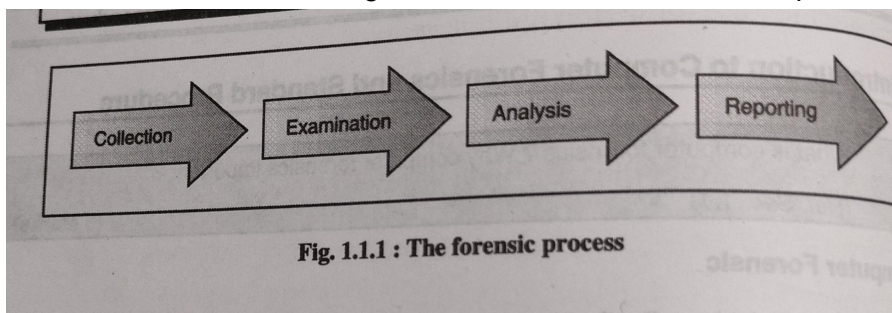 Collection
Examination
Analysis
Reporting
Fig. 1.1.1 : The forensic process